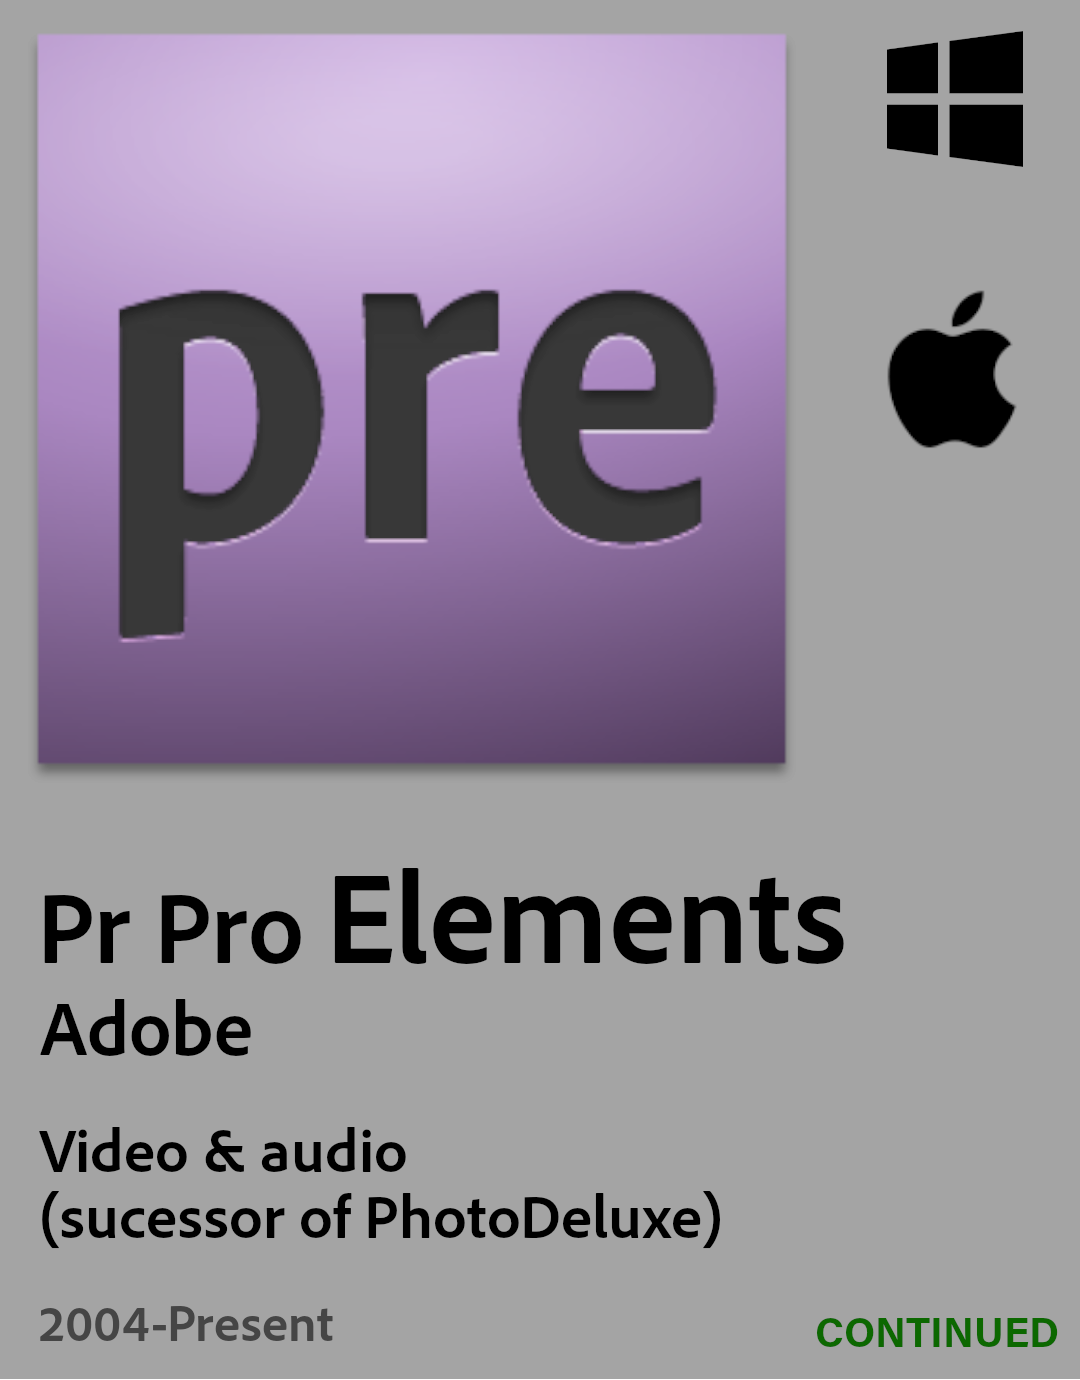 pre
Pr Pro Elements
Adobe
Video & audio
(sucessor of PhotoDeluxe)
2004-Present
CONTINUED